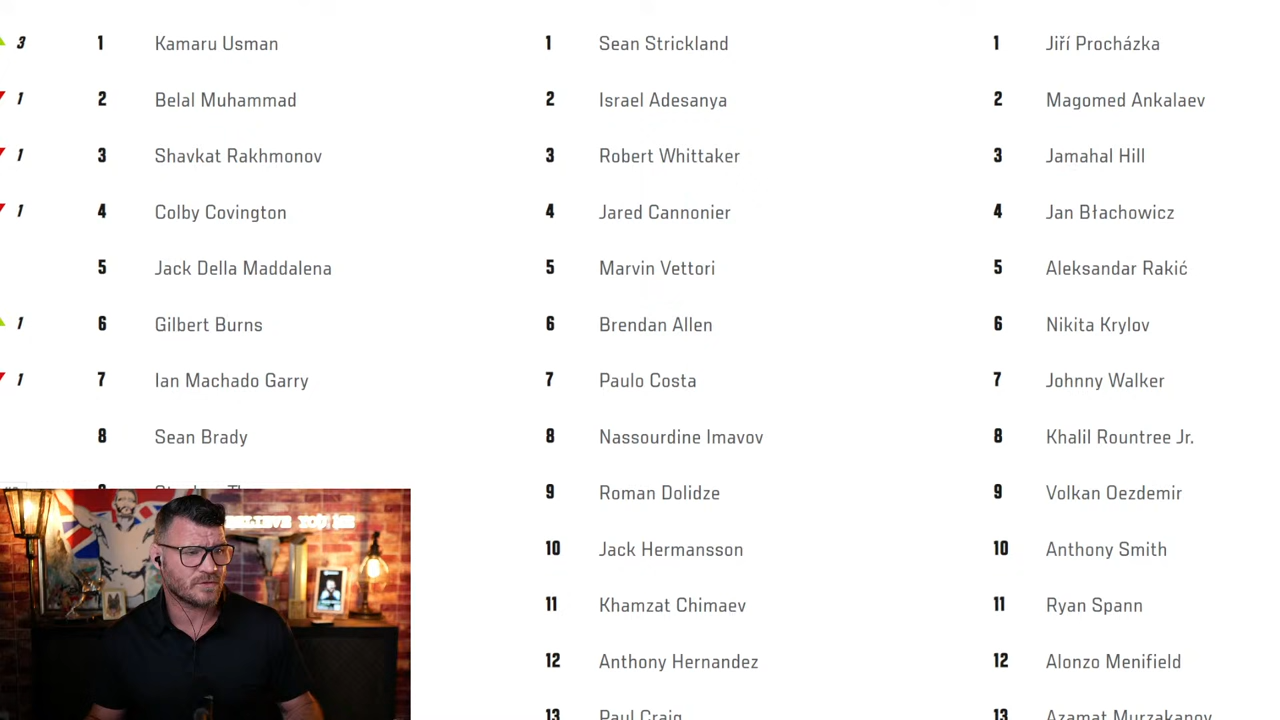 3 1 Kamaru Usman
1 2 Belal Muhammad
1 3 Shavkat Rakhmonov
1 4 Colby Covington
5 Jack Della Maddalena
1 6 Gilbert Burns
1 7 Ian Machado Garry
8 Sean Brady
1 Sean Strickland
2 Israel Adesanya
3 Robert Whittaker
4 Jared Cannonier
5 Marvin Vettori
6 Brendan Allen
7 Paulo Costa
8 Nassourdine Imavov
9 Roman Dolidze
10 Jack Hermansson
11 Khamzat Chimaev
12 Anthony Hernandez
13 Paul Craig
1 Jiří Procházka
2 Magomed Ankalaev
3 Jamahal Hill
4 Jan Błachowicz
5 Aleksandar Rakić
6 Nikita Krylov
7 Johnny Walker
8 Khalil Rountree Jr.
9 Volkan Oezdemir
10 Anthony Smith
11 Ryan Spann
12 Alonzo Menifield
13 Azamat Murzakanov
BELIEVE YOU ME